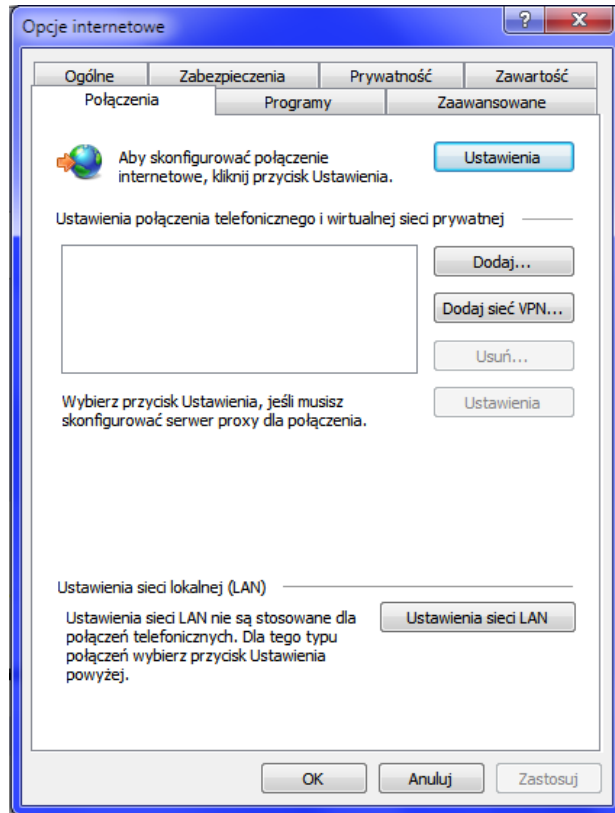 Opcje internetowe
Ogólne
Zabezpieczenia
Prywatność
Zawartość
Połączenia
Programy
Zaawansowane
Aby skonfigurować połączenie
internetowe, kliknij przycisk Ustawienia.
Ustawienia
Ustawienia połączenia telefonicznego i wirtualnej sieci prywatnej
Dodaj...
Dodaj sieć VPN...
Usuń...
Wybierz przycisk Ustawienia, jeśli musisz
skonfigurować serwer proxy dla połączenia.
Ustawienia
Ustawienia sieci lokalnej (LAN)
Ustawienia sieci LAN nie są stosowane dla
połączeń telefonicznych. Dla tego typu
połączeń wybierz przycisk Ustawienia
powyżej.
Ustawienia sieci LAN
OK
Anuluj
Zastosuj